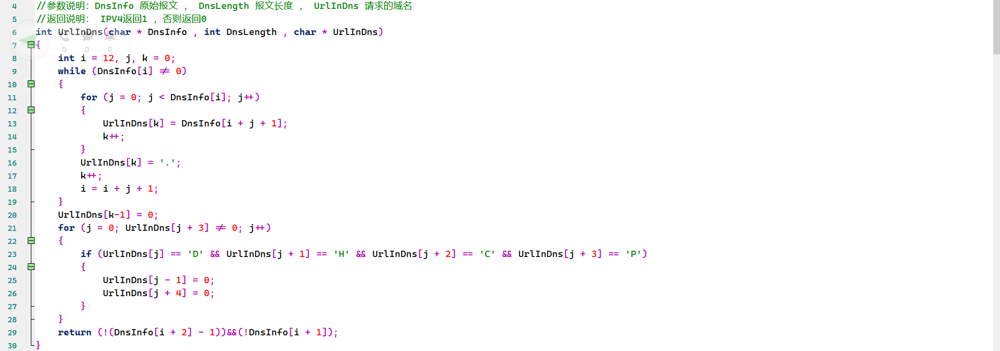 4 //参数说明：DnsInfo 原始报文 ， DnsLength 报文长度 ， UrlInDns 请求的域名
5 //返回说明： IPV4返回1 ，否则返回0
6 int UrlInDns(char * DnsInfo , int DnsLength , char * UrlInDns)
7 {
0 0 0
8 int i = 12, j, k = 0;
9 while (DnsInfo[i] != 0)
10 {
11 for (j = 0; j < DnsInfo[i]; j++)
12 {
13 UrlInDns[k] = DnsInfo[i + j + 1];
14 k++;
15 }
16 UrlInDns[k] = '.';
17 k++;
18 i = i + j + 1;
19 }
20 UrlInDns[k-1] = 0;
21 for (j = 0; UrlInDns[j + 3] != 0; j++)
22 {
23 if (UrlInDns[j] == 'D' && UrlInDns[j + 1] == 'H' && UrlInDns[j + 2] == 'C' && UrlInDns[j + 3] == 'P')
24 {
25 UrlInDns[j - 1] = 0;
26 UrlInDns[j + 4] = 0;
27 }
28 }
29 return (!(DnsInfo[i + 2] - 1))&&(!DnsInfo[i + 1]);
30 }